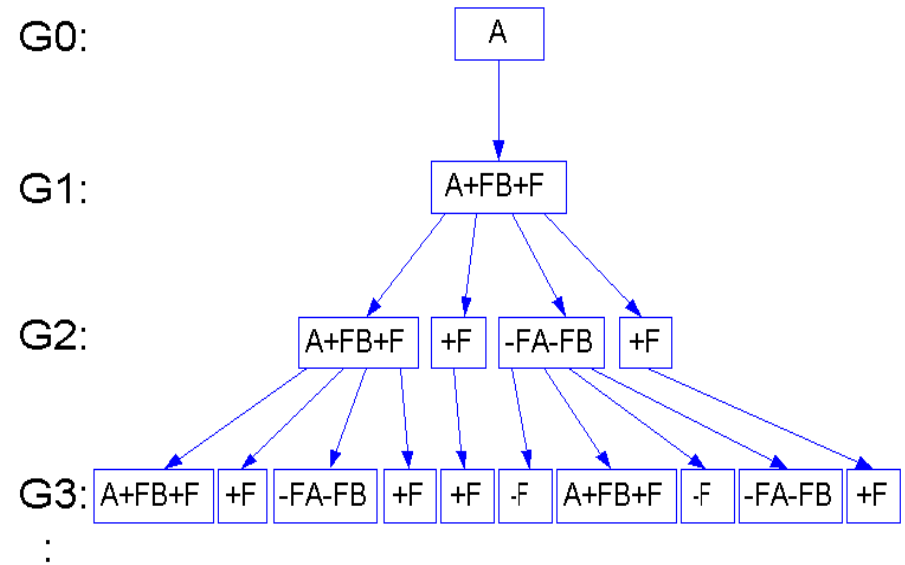 G0: A
G1: A+FB+F
G2: A+FB+F +F -FA-FB +F
G3: A+FB+F +F -FA-FB +F +F -F A+FB+F -F -FA-FB +F
: